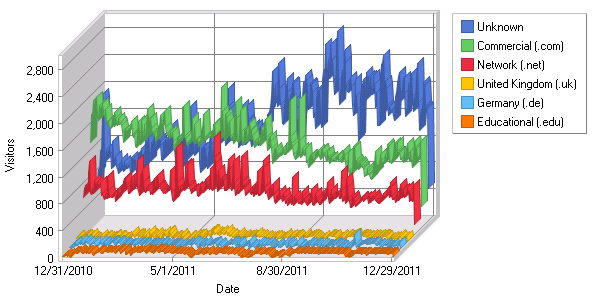 Unknown
Commercial (.com)
Network (.net)
United Kingdom (.uk)
Germany (.de)
Educational (.edu)
2,800
2,400
2,000
1,600
1,200
800
400
0
Visitors
12/31/2010 5/1/2011 8/30/2011 12/29/2011
Date